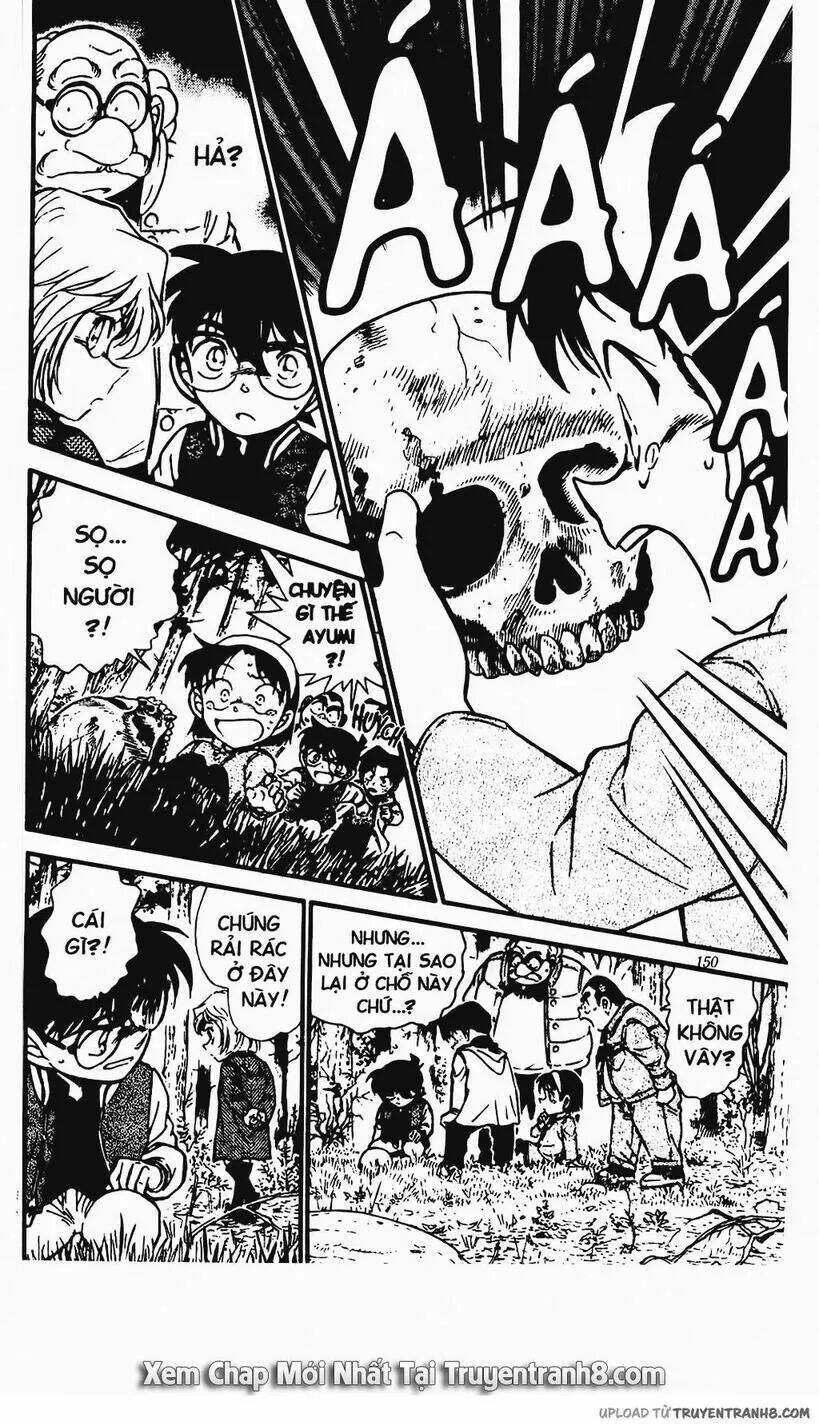 HẢ?
Á
Á
Á
Á
Á
SỌ...
SỌ
NGƯỜI
?!
CHUYỆN
GÌ THẾ
AYUMI
?!
HUỴCH
CÁI
GÌ?!
CHÚNG
RẢI RÁC
Ở ĐÂY
NÀY!
NHƯNG...
NHƯNG TẠI SAO
LẠI Ở CHỖ NÀY
CHỨ...?
150
THẬT
KHÔNG
VẬY?
Xem Chap Mới Nhất Tại Truyentranh8.com
UPLOAD TỪ TRUYENTRANH8.COM